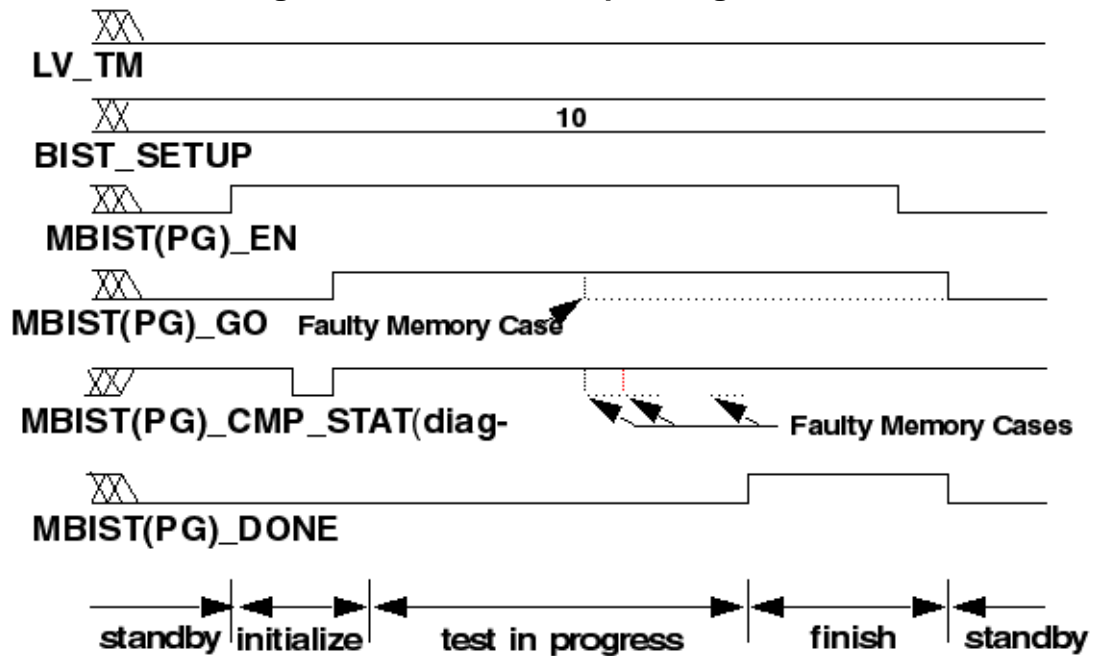 LV_TM
10
BIST_SETUP
MBIST(PG)_EN
MBIST(PG)_GO Faulty Memory Case
MBIST(PG)_CMP_STAT(diag- Faulty Memory Cases
MBIST(PG)_DONE
standby initialize test in progress finish standby